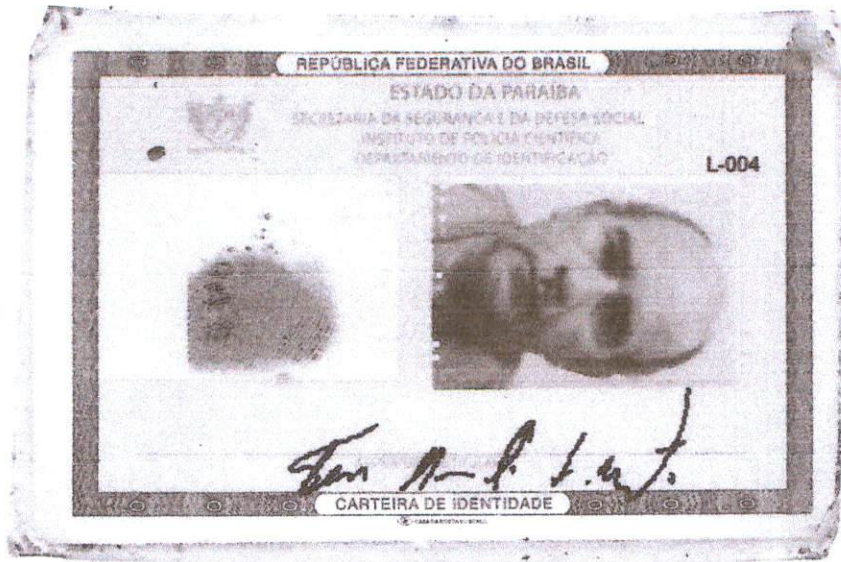 REPÚBLICA FEDERATIVA DO BRASIL
ESTADO DA PARAÍBA
SECRETARIA DA SEGURANÇA E DA DEFESA SOCIAL
INSTITUTO DE POLÍCIA CIENTÍFICA
DEPARTAMENTO DE IDENTIFICAÇÃO
L-004
CARTEIRA DE IDENTIDADE